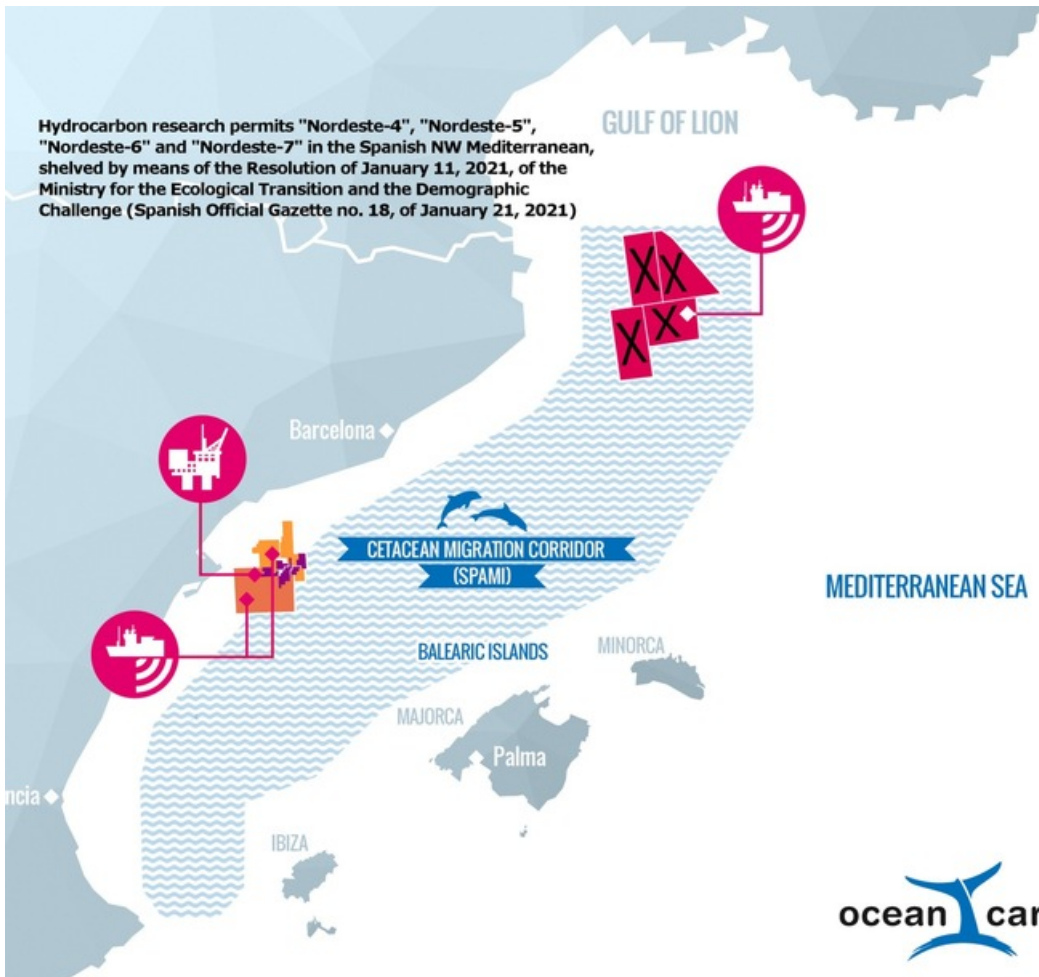 Hydrocarbon research permits "Nordeste-4", "Nordeste-5",
"Nordeste-6" and "Nordeste-7" in the Spanish NW Mediterranean,
shelved by means of the Resolution of January 11, 2021, of the
Ministry for the Ecological Transition and the Demographic
Challenge (Spanish Official Gazette no. 18, of January 21, 2021)
GULF OF LION
X X
X X
Barcelona
CETACEAN MIGRATION CORRIDOR
(SPAMI)
MEDITERRANEAN SEA
BALEARIC ISLANDS
MINORCA
MAJORCA
Palma
ncia
IBIZA
ocean car